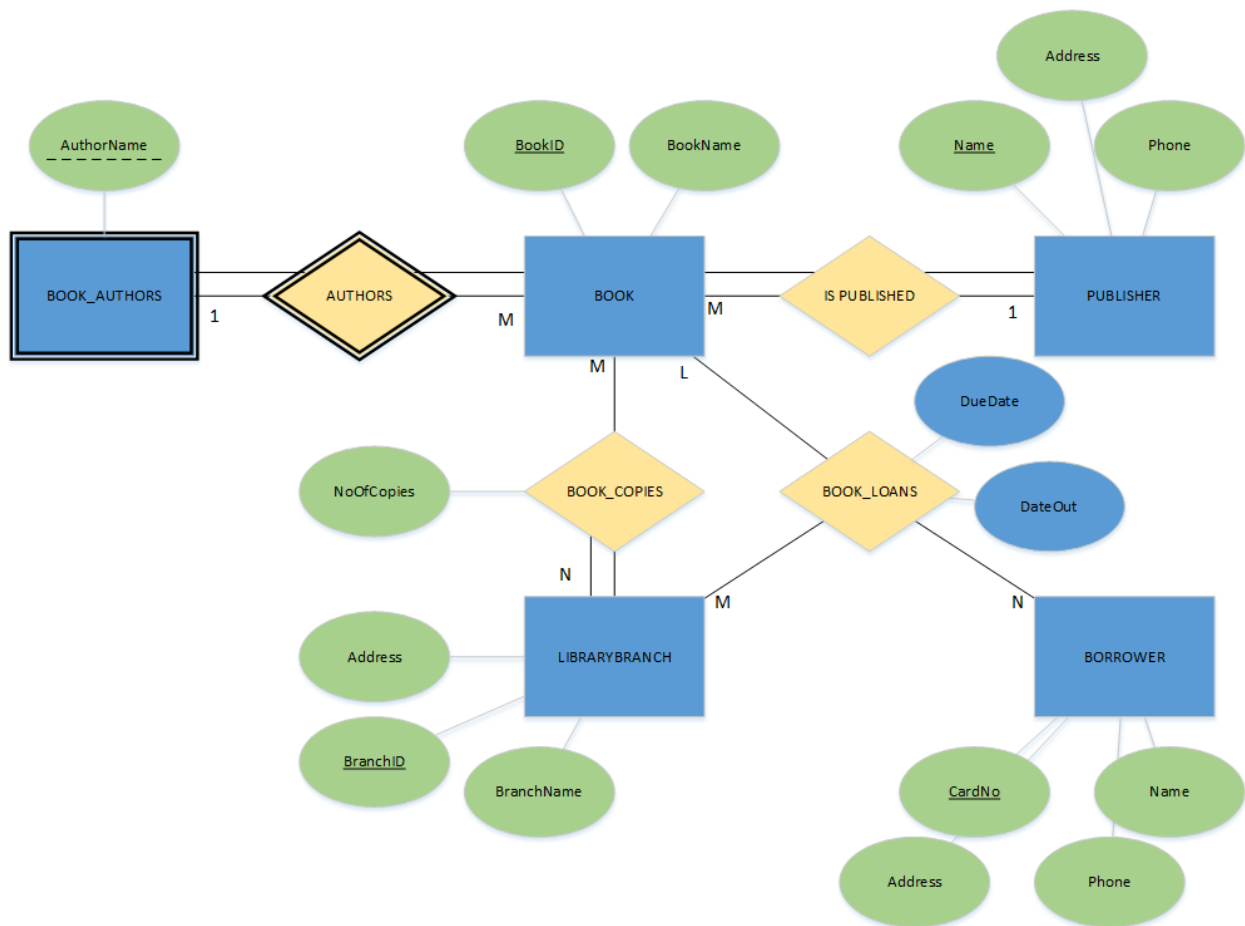 Address
AuthorName
BookID
BookName
Name
Phone
BOOK_AUTHORS
1
AUTHORS
M
BOOK
M
IS PUBLISHED
1
PUBLISHER
M
L
DueDate
NoOfCopies
BOOK_COPIES
BOOK_LOANS
DateOut
N
M
N
Address
LIBRARYBRANCH
BORROWER
BranchID
BranchName
CardNo
Name
Address
Phone